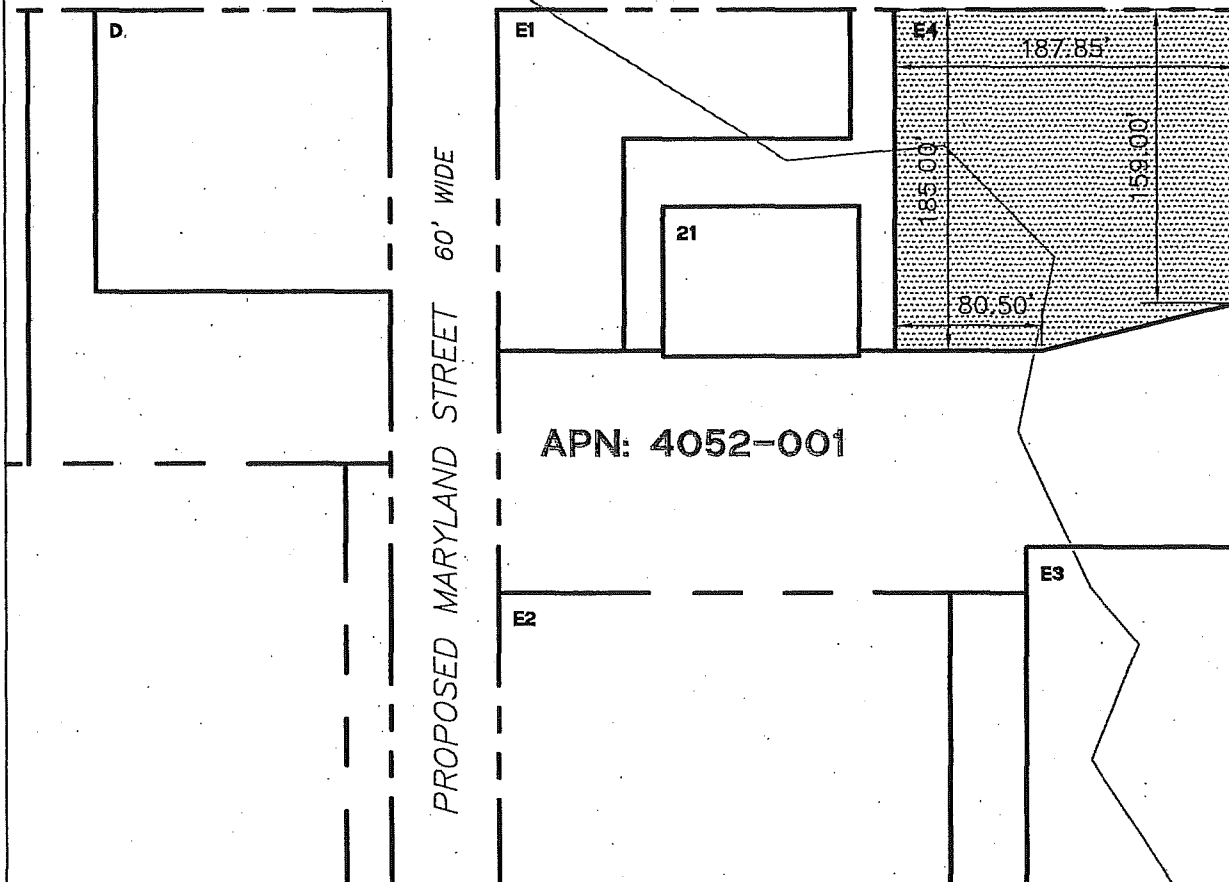 D.
E1
E4
187.85'
185.00'
159.00'
21
80.50'
PROPOSED MARYLAND STREET 60' WIDE
APN: 4052-001
E2
E3